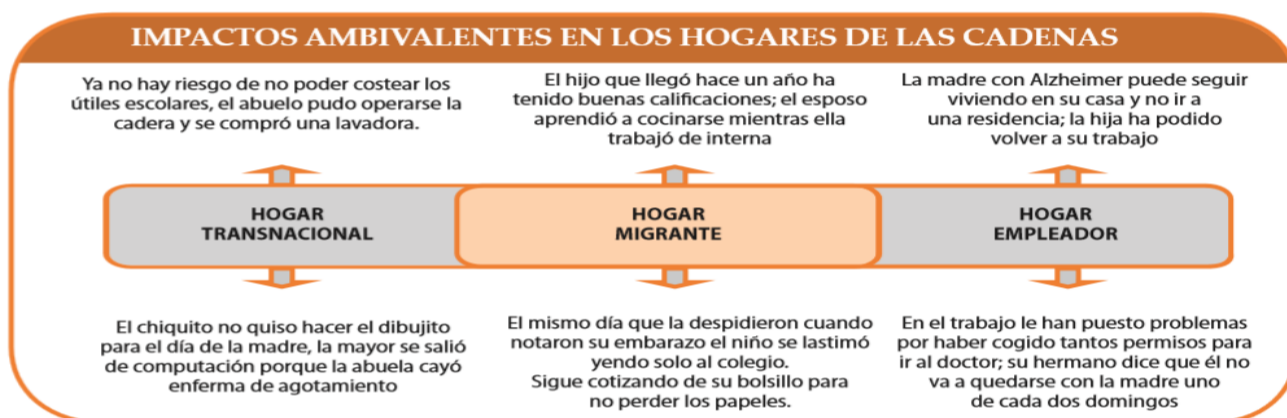 IMPACTOS AMBIVALENTES EN LOS HOGARES DE LAS CADENAS
Ya no hay riesgo de no poder costear los
útiles escolares, el abuelo pudo operarse la
cadera y se compró una lavadora.
El hijo que llegó hace un año ha
tenido buenas calificaciones; el esposo
aprendió a cocinarse mientras ella
trabajó de interna
La madre con Alzheimer puede seguir
viviendo en su casa y no ir a
una residencia; la hija ha podido
volver a su trabajo
HOGAR
TRANSNACIONAL
HOGAR
MIGRANTE
HOGAR
EMPLEADOR
El chiquito no quiso hacer el dibujito
para el día de la madre, la mayor se salió
de computación porque la abuela cayó
enferma de agotamiento
El mismo día que la despidieron cuando
notaron su embarazo el niño se lastimó
yendo solo al colegio.
Sigue cotizando de su bolsillo para
no perder los papeles.
En el trabajo le han puesto problemas
por haber cogido tantos permisos para
ir al doctor; su hermano dice que él no
va a quedarse con la madre uno
de cada dos domingos